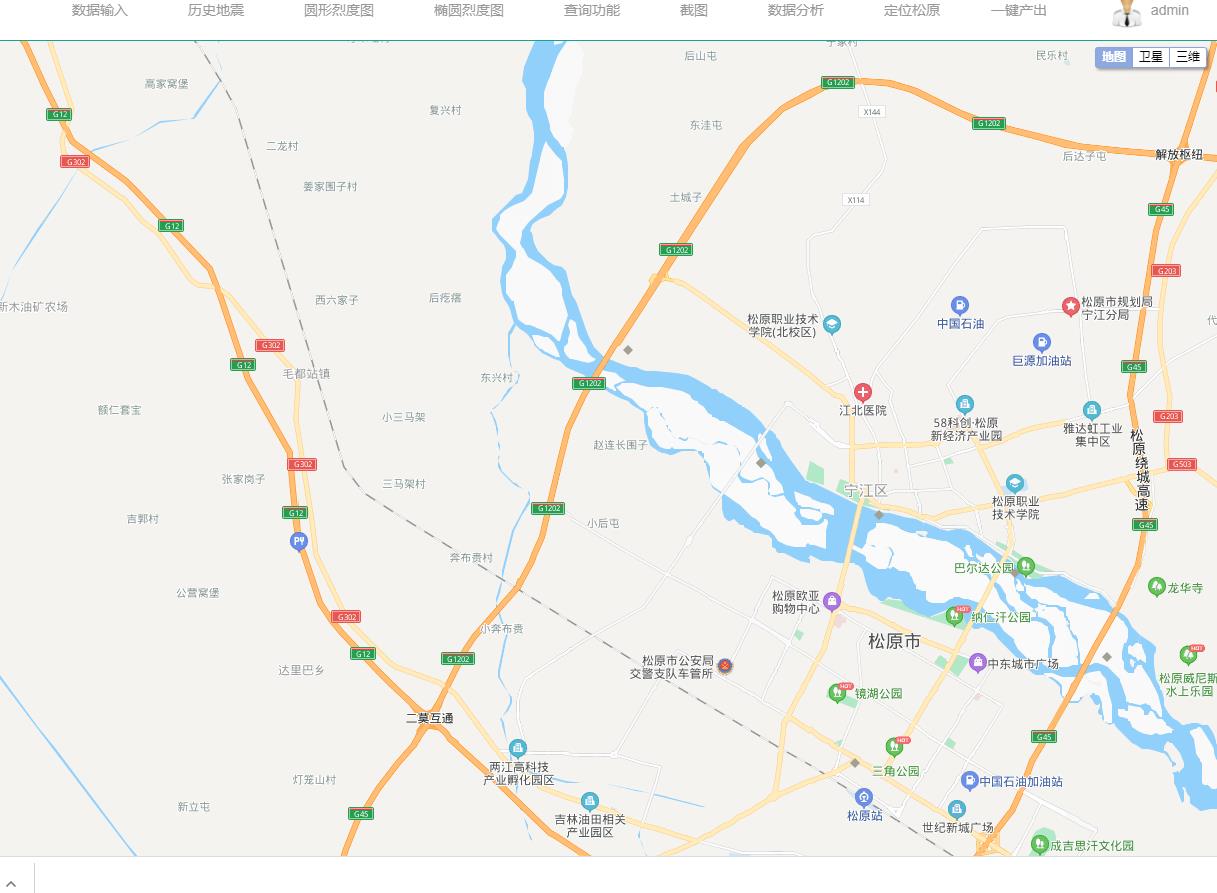 数据输入
历史地震
圆形烈度图
椭圆烈度图
查询功能
截图
数据分析
定位松原
一键产出
admin
地图
卫星
三维
后山屯
民乐村
高家窝堡
G1202
复兴村
X144
G12
东洼屯
G1202
二龙村
后达子屯
解放枢纽
G302
姜家围子村
土城子
X114
G45
G12
G1202
G203
西六家子
后疙瘩
新木油矿农场
松原市规划局
宁江分局
中国石油
松原职业技术
学院(北校区)
代
G302
巨源加油站
G12
毛都站镇
G45
东兴村
G1202
额仁套宝
小三马架
江北医院
58科创·松原
新经济产业园
雅达虹工业
集中区
G203
赵连长围子
松原绕城高速
G302
G503
张家岗子
三马架村
宁江区
松原职业
技术学院
G12
G1202
吉郭村
小后屯
G45
PY
奔布贵村
巴尔达公园
公营窝堡
龙华寺
松原欧亚
购物中心
HOT
纳仁汗公园
G302
小奔布贵
松原市
G12
G1202
松原市公安局
交警支队车管所
中东城市广场
HOT
松原威尼斯
水上乐园
达里巴乡
HOT
镜湖公园
二莫互通
G45
HOT
三角公园
两江高科技
产业孵化园区
灯笼山村
中国石油加油站
新立屯
G45
吉林油田相关
产业园区
松原站
世纪新城广场
成吉思汗文化园